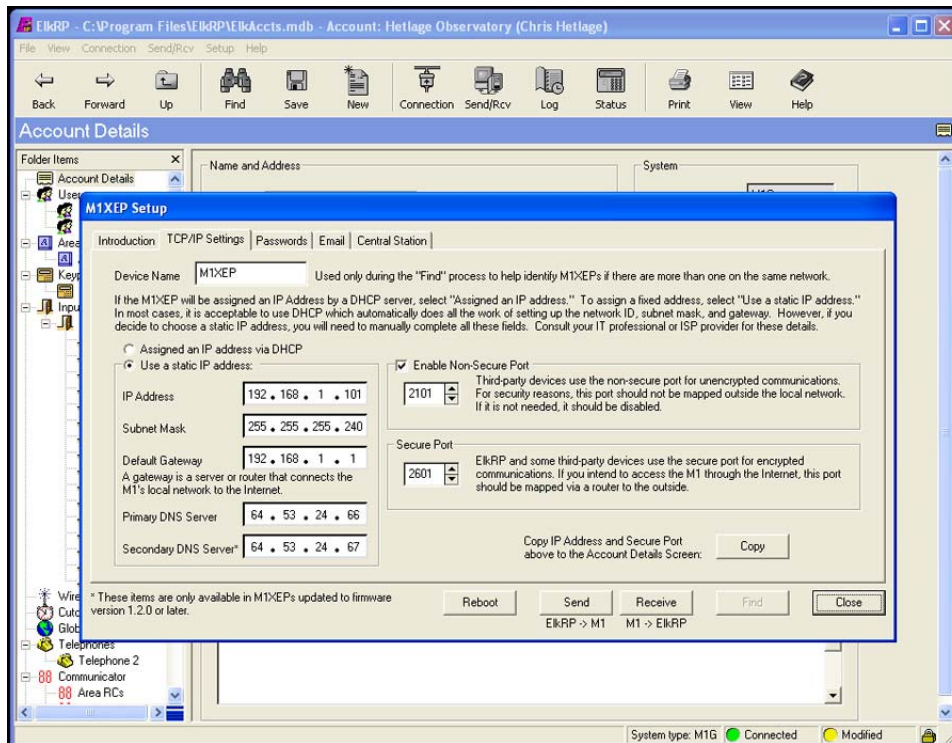 ElkRP - C:\Program Files\ElkRP\ElkAccts.mdb - Account: Hetlage Observatory (Chris Hetlage)
File View Connection Send/Rcv Setup Help
Back Forward Up Find Save New Connection Send/Rcv Log Status Print View Help
Account Details
Folder Items
Name and Address
System
Account Details
M1XEP Setup
Introduction TCP/IP Settings Passwords Email Central Station
Device Name M1XEP Used only during the "Find" process to help identify M1XEPs if there are more than one on the same network.
If the M1XEP will be assigned an IP Address by a DHCP server, select "Assigned an IP address." To assign a fixed address, select "Use a static IP address."
In most cases, it is acceptable to use DHCP which automatically does all the work of setting up the network ID, subnet mask, and gateway. However, if you
decide to choose a static IP address, you will need to manually complete all these fields. Consult your IT professional or ISP provider for these details.
Assigned an IP address via DHCP
Use a static IP address:
IP Address 192 . 168 . 1 . 101
Subnet Mask 255 . 255 . 255 . 240
Default Gateway 192 . 168 . 1 . 1
A gateway is a server or router that connects the
M1's local network to the Internet.
Primary DNS Server 64 . 53 . 24 . 66
Secondary DNS Server* 64 . 53 . 24 . 67
Enable Non-Secure Port
2101
Third-party devices use the non-secure port for unencrypted communications.
For security reasons, this port should not be mapped outside the local network.
If it is not needed, it should be disabled.
Secure Port
2601
ElkRP and some third-party devices use the secure port for encrypted
communications. If you intend to access the M1 through the Internet, this port
should be mapped via a router to the outside.
Copy IP Address and Secure Port
above to the Account Details Screen:
Copy
* These items are only available in M1XEPs updated to firmware
version 1.2.0 or later.
Reboot Send Receive Find Close
ElkRP -> M1 M1 -> ElkRP
Telephones
Telephone 2
Communicator
Area RCs
System type: M1G Connected Modified